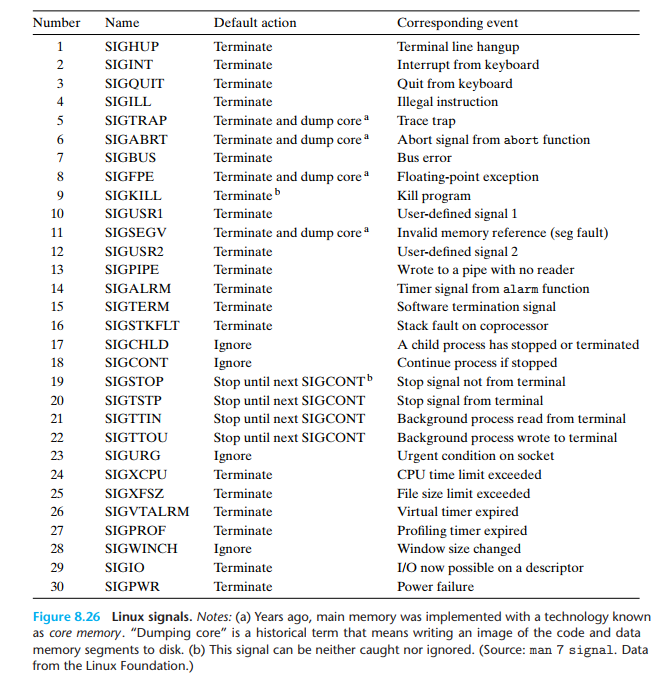 Number Name Default action Corresponding event
1 SIGHUP Terminate Terminal line hangup
2 SIGINT Terminate Interrupt from keyboard
3 SIGQUIT Terminate Quit from keyboard
4 SIGILL Terminate Illegal instruction
5 SIGTRAP Terminate and dump core a Trace trap
6 SIGABRT Terminate and dump core a Abort signal from abort function
7 SIGBUS Terminate Bus error
8 SIGFPE Terminate and dump core a Floating-point exception
9 SIGKILL Terminate b Kill program
10 SIGUSR1 Terminate User-defined signal 1
11 SIGSEGV Terminate and dump core a Invalid memory reference (seg fault)
12 SIGUSR2 Terminate User-defined signal 2
13 SIGPIPE Terminate Wrote to a pipe with no reader
14 SIGALRM Terminate Timer signal from alarm function
15 SIGTERM Terminate Software termination signal
16 SIGSTKFLT Terminate Stack fault on coprocessor
17 SIGCHLD Ignore A child process has stopped or terminated
18 SIGCONT Ignore Continue process if stopped
19 SIGSTOP Stop until next SIGCONT b Stop signal not from terminal
20 SIGTSTP Stop until next SIGCONT Stop signal from terminal
21 SIGTTIN Stop until next SIGCONT Background process read from terminal
22 SIGTTOU Stop until next SIGCONT Background process wrote to terminal
23 SIGURG Ignore Urgent condition on socket
24 SIGXCPU Terminate CPU time limit exceeded
25 SIGXFSZ Terminate File size limit exceeded
26 SIGVTALRM Terminate Virtual timer expired
27 SIGPROF Terminate Profiling timer expired
28 SIGWINCH Ignore Window size changed
29 SIGIO Terminate I/O now possible on a descriptor
30 SIGPWR Terminate Power failure
Figure 8.26 Linux signals. Notes: (a) Years ago, main memory was implemented with a technology known
as core memory. “Dumping core” is a historical term that means writing an image of the code and data
memory segments to disk. (b) This signal can be neither caught nor ignored. (Source: man 7 signal. Data
from the Linux Foundation.)